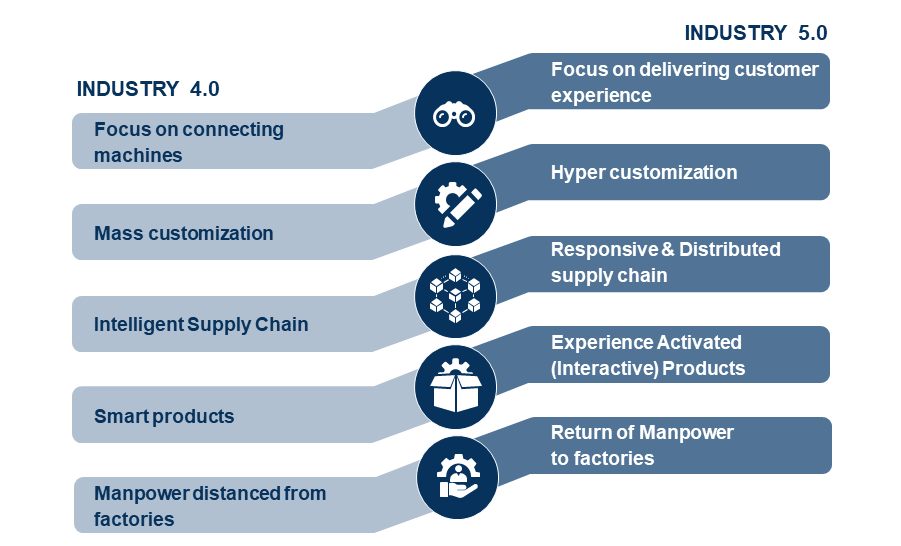 INDUSTRY 5.0
INDUSTRY 4.0
Focus on delivering customer
experience
Focus on connecting
machines
Hyper customization
Mass customization
Responsive & Distributed
supply chain
Intelligent Supply Chain
Experience Activated
(Interactive) Products
Smart products
Return of Manpower
to factories
Manpower distanced from
factories